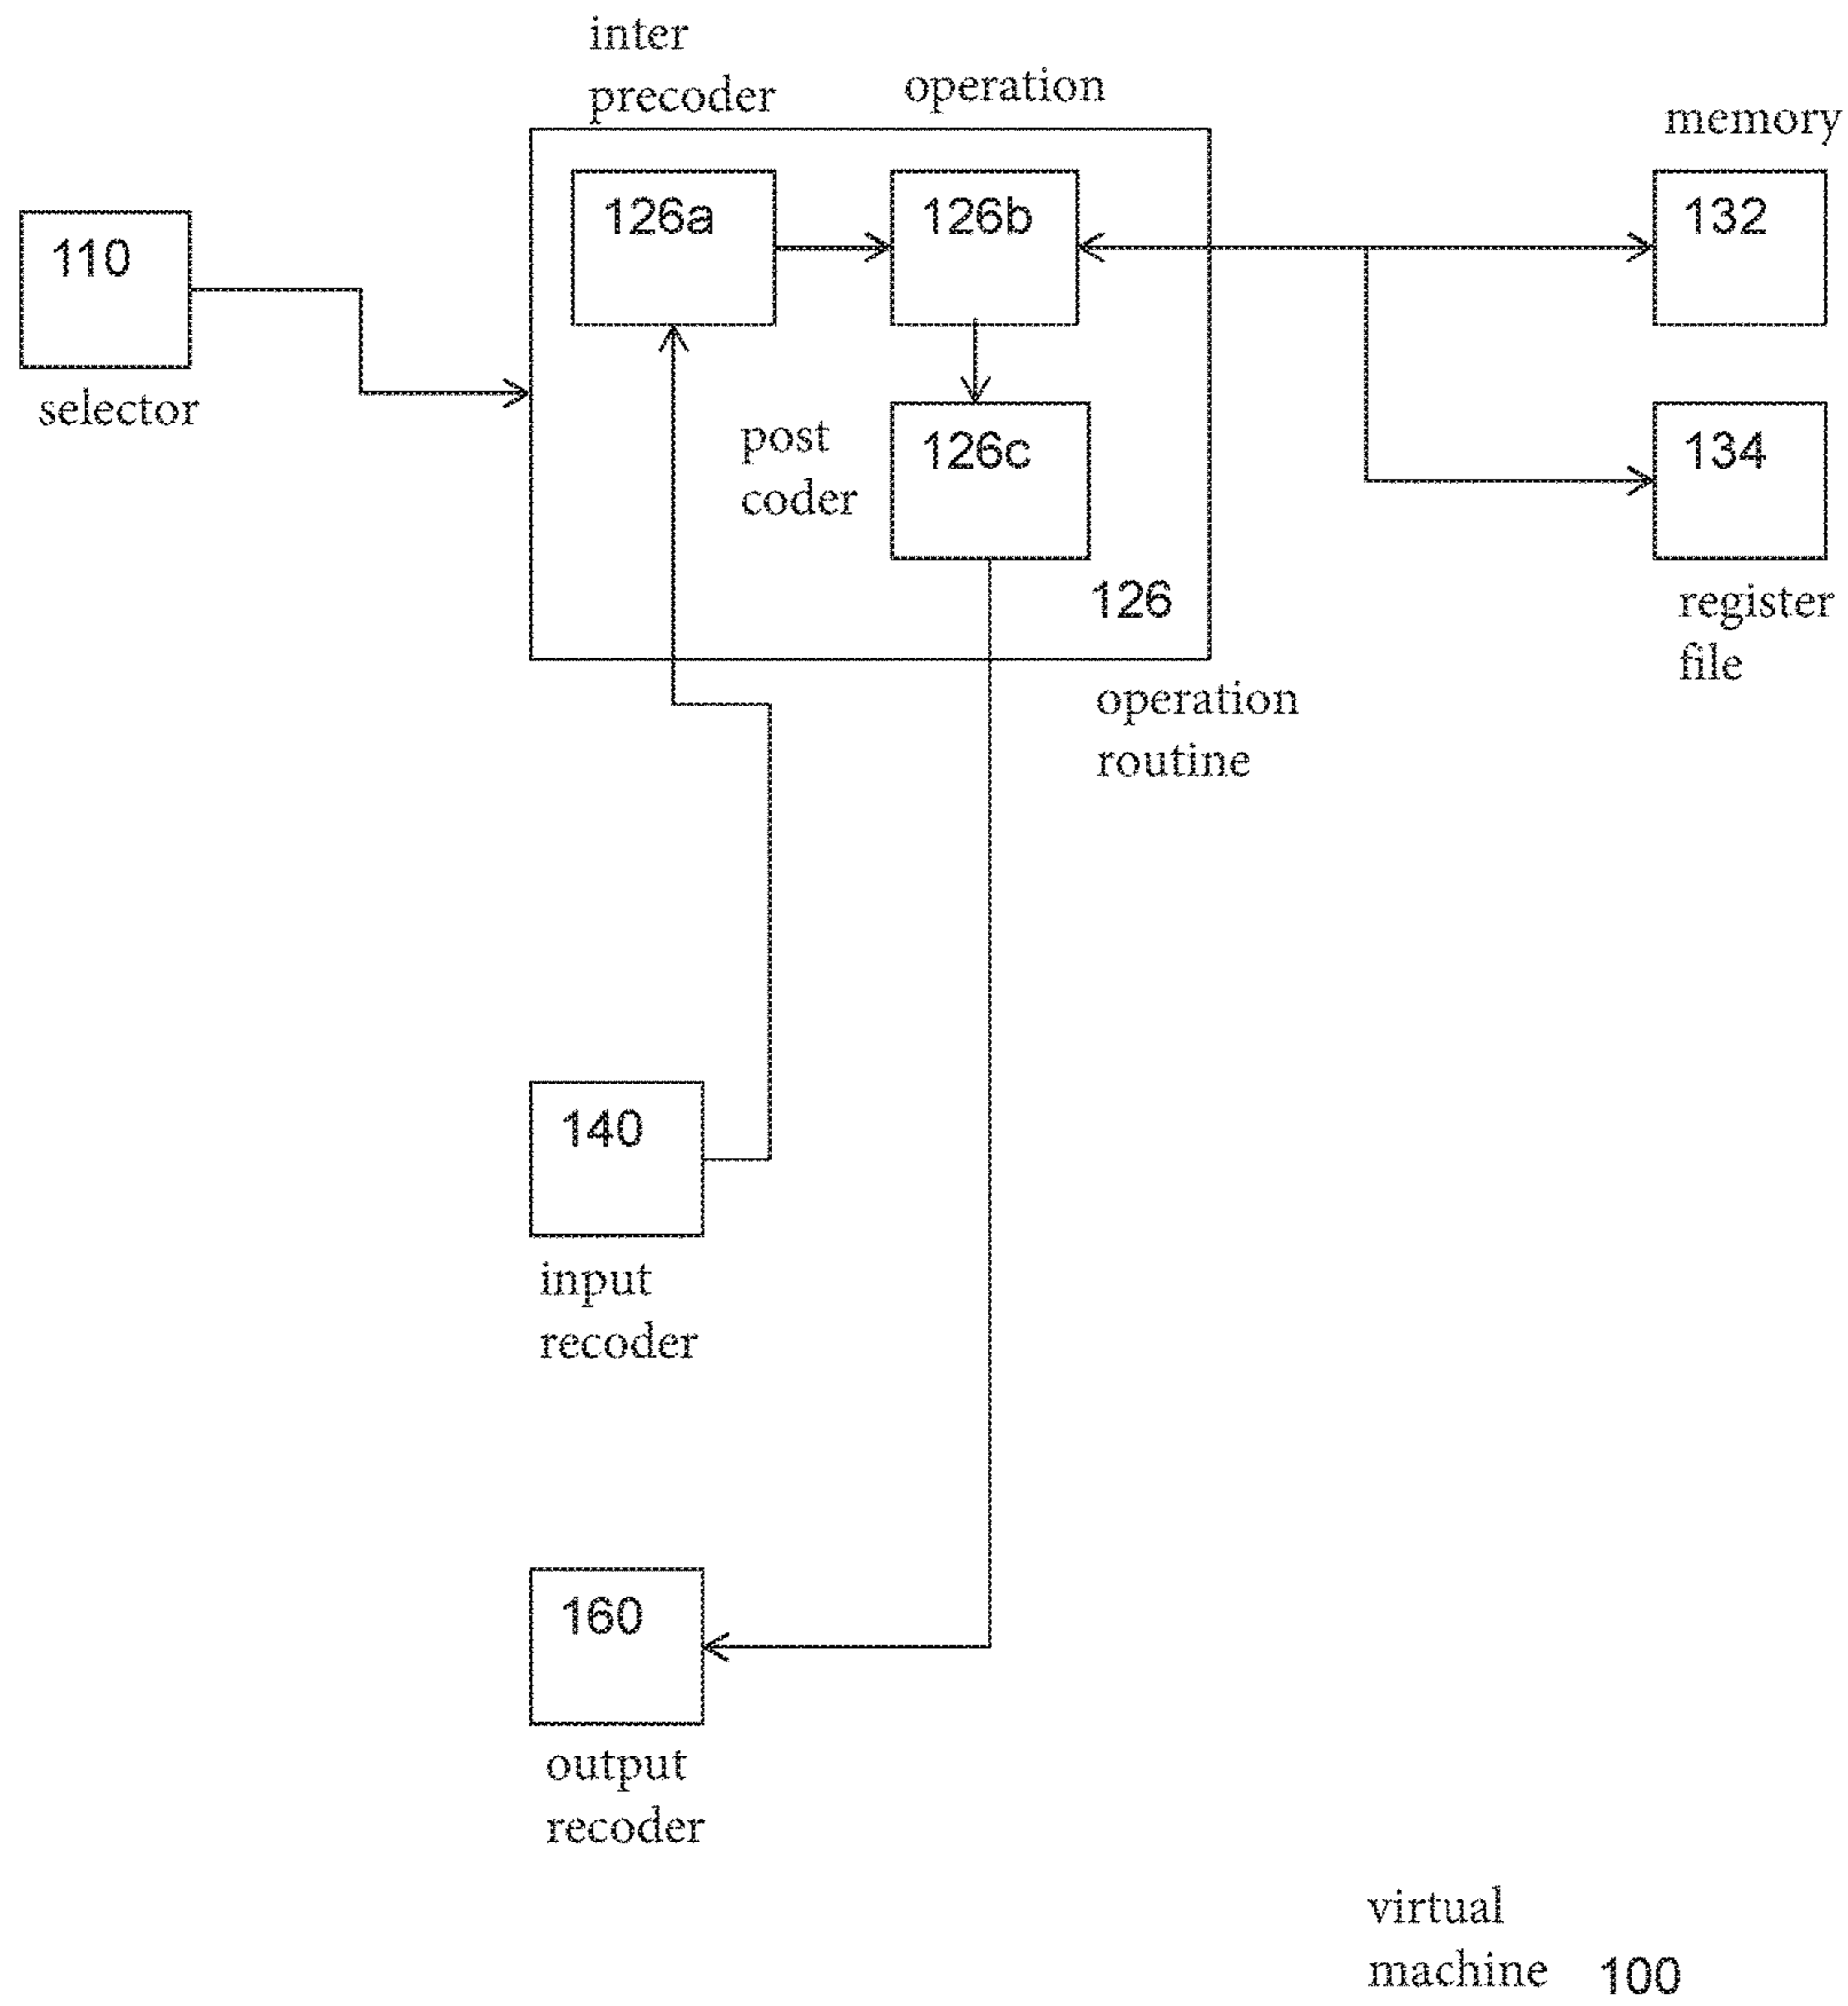 inter
precoder
operation
memory
126a
126b
132
110
selector
post
coder
126c
134
126
register
file
operation
routine
140
input
recoder
160
output
recoder
virtual
machine 100